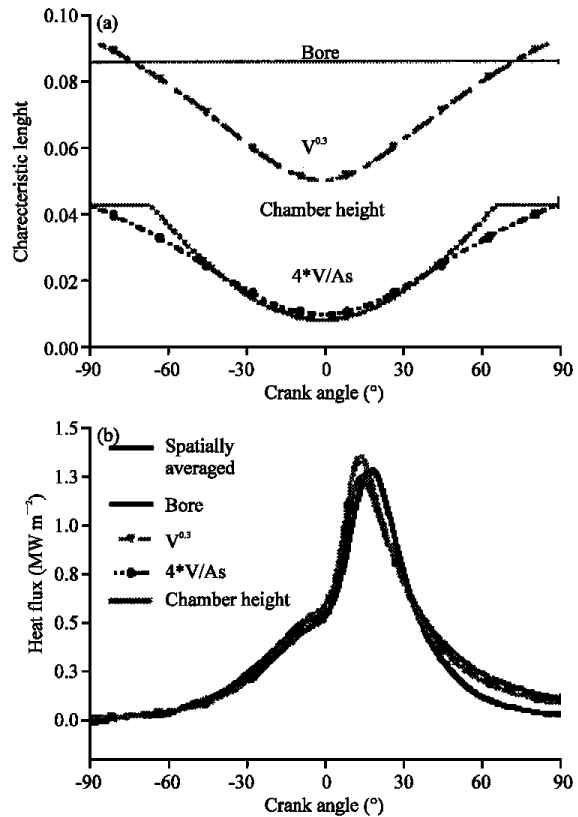 (a)
0.10
0.08
0.06
0.04
0.02
0.00
Charecteristic lenght
Bore
V^0.3
Chamber height
4*V/As
-90 -60 -30 0 30 60 90
Crank angle (°)
(b)
1.5
1.3
1.0
0.8
0.5
0.3
0.0
Heat flux (MW m⁻²)
Spatially
averaged
Bore
V^0.3
4*V/As
Chamber height
-90 -60 -30 0 30 60 90
Crank angle (°)